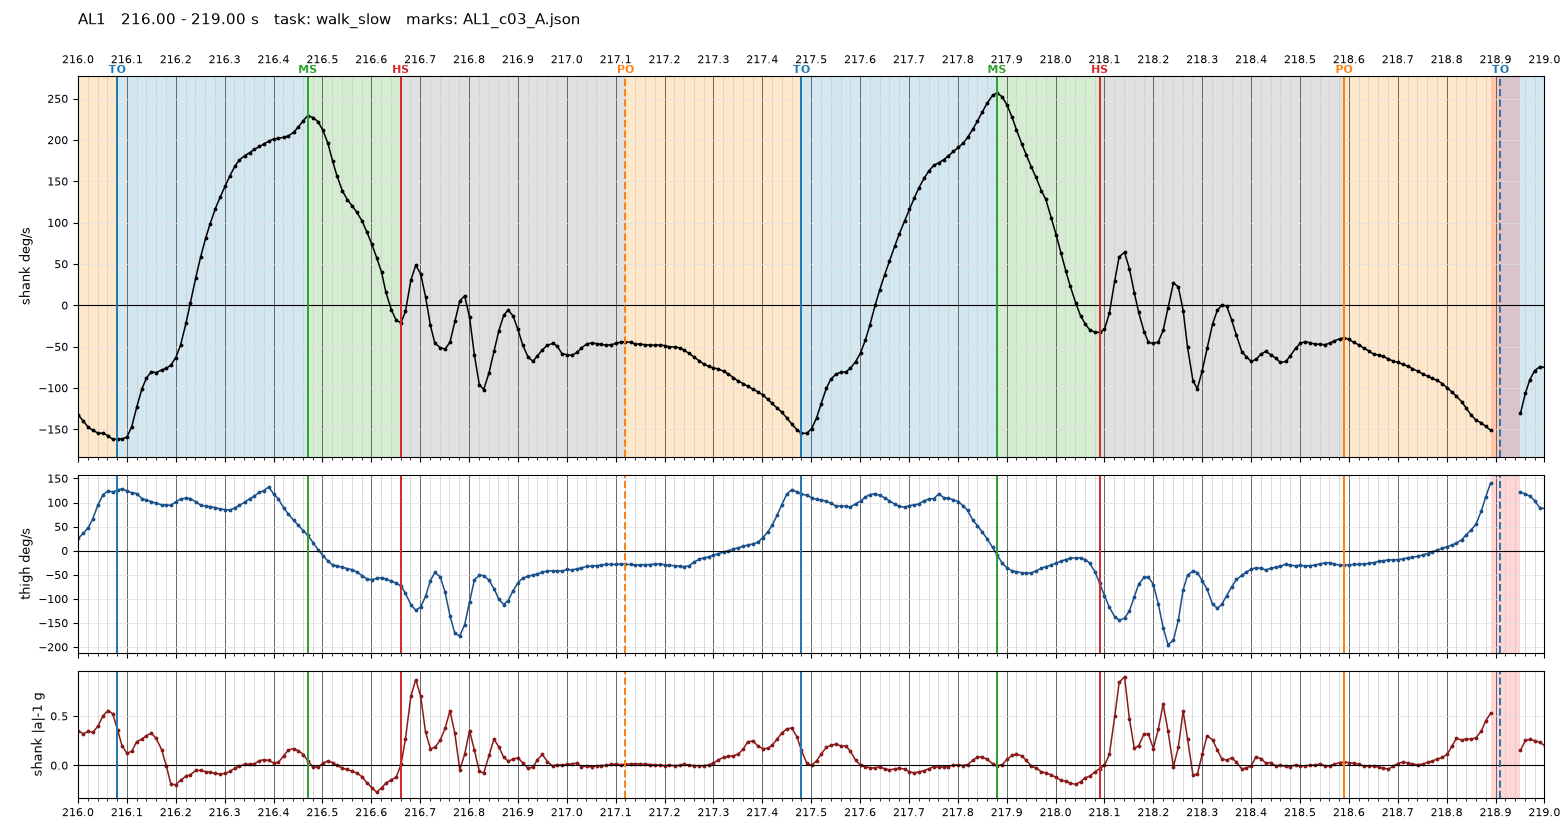 AL1   216.00 - 219.00 s   task: walk_slow   marks: AL1_c03_A.json
216.0 216.1 216.2 216.3 216.4 216.5 216.6 216.7 216.8 216.9 217.0 217.1 217.2 217.3 217.4 217.5 217.6 217.7 217.8 217.9 218.0 218.1 218.2 218.3 218.4 218.5 218.6 218.7 218.8 218.9 219.0
TO MS HS PO TO MS HS PO TO
shank deg/s
250
200
150
100
50
0
−50
−100
−150
thigh deg/s
150
100
50
0
−50
−100
−150
−200
shank |a|-1 g
0.5
0.0
216.0 216.1 216.2 216.3 216.4 216.5 216.6 216.7 216.8 216.9 217.0 217.1 217.2 217.3 217.4 217.5 217.6 217.7 217.8 217.9 218.0 218.1 218.2 218.3 218.4 218.5 218.6 218.7 218.8 218.9 219.0